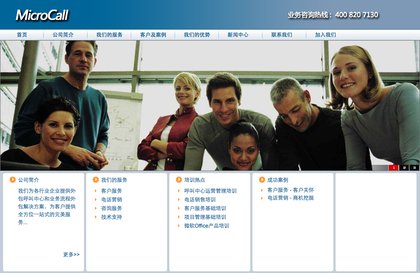 MicroCall
业务咨询热线：400 820 7130
首页 公司简介 我们的服务 客户及案例 我们的优势 新闻中心 联系我们 加入我们
公司简介
我们为各行业企业提供外
包呼叫中心和业务流程外
包解决方案，为客户提供
全方位一站式的完美服
务...
更多>>
我们的服务
客户服务
电话营销
咨询服务
技术支持
培训热点
呼叫中心运营管理培训
电话销售培训
客户服务基础培训
项目管理基础培训
微软Office产品培训
成功案例
客户服务 - 客户关怀
电话营销 - 商机挖掘